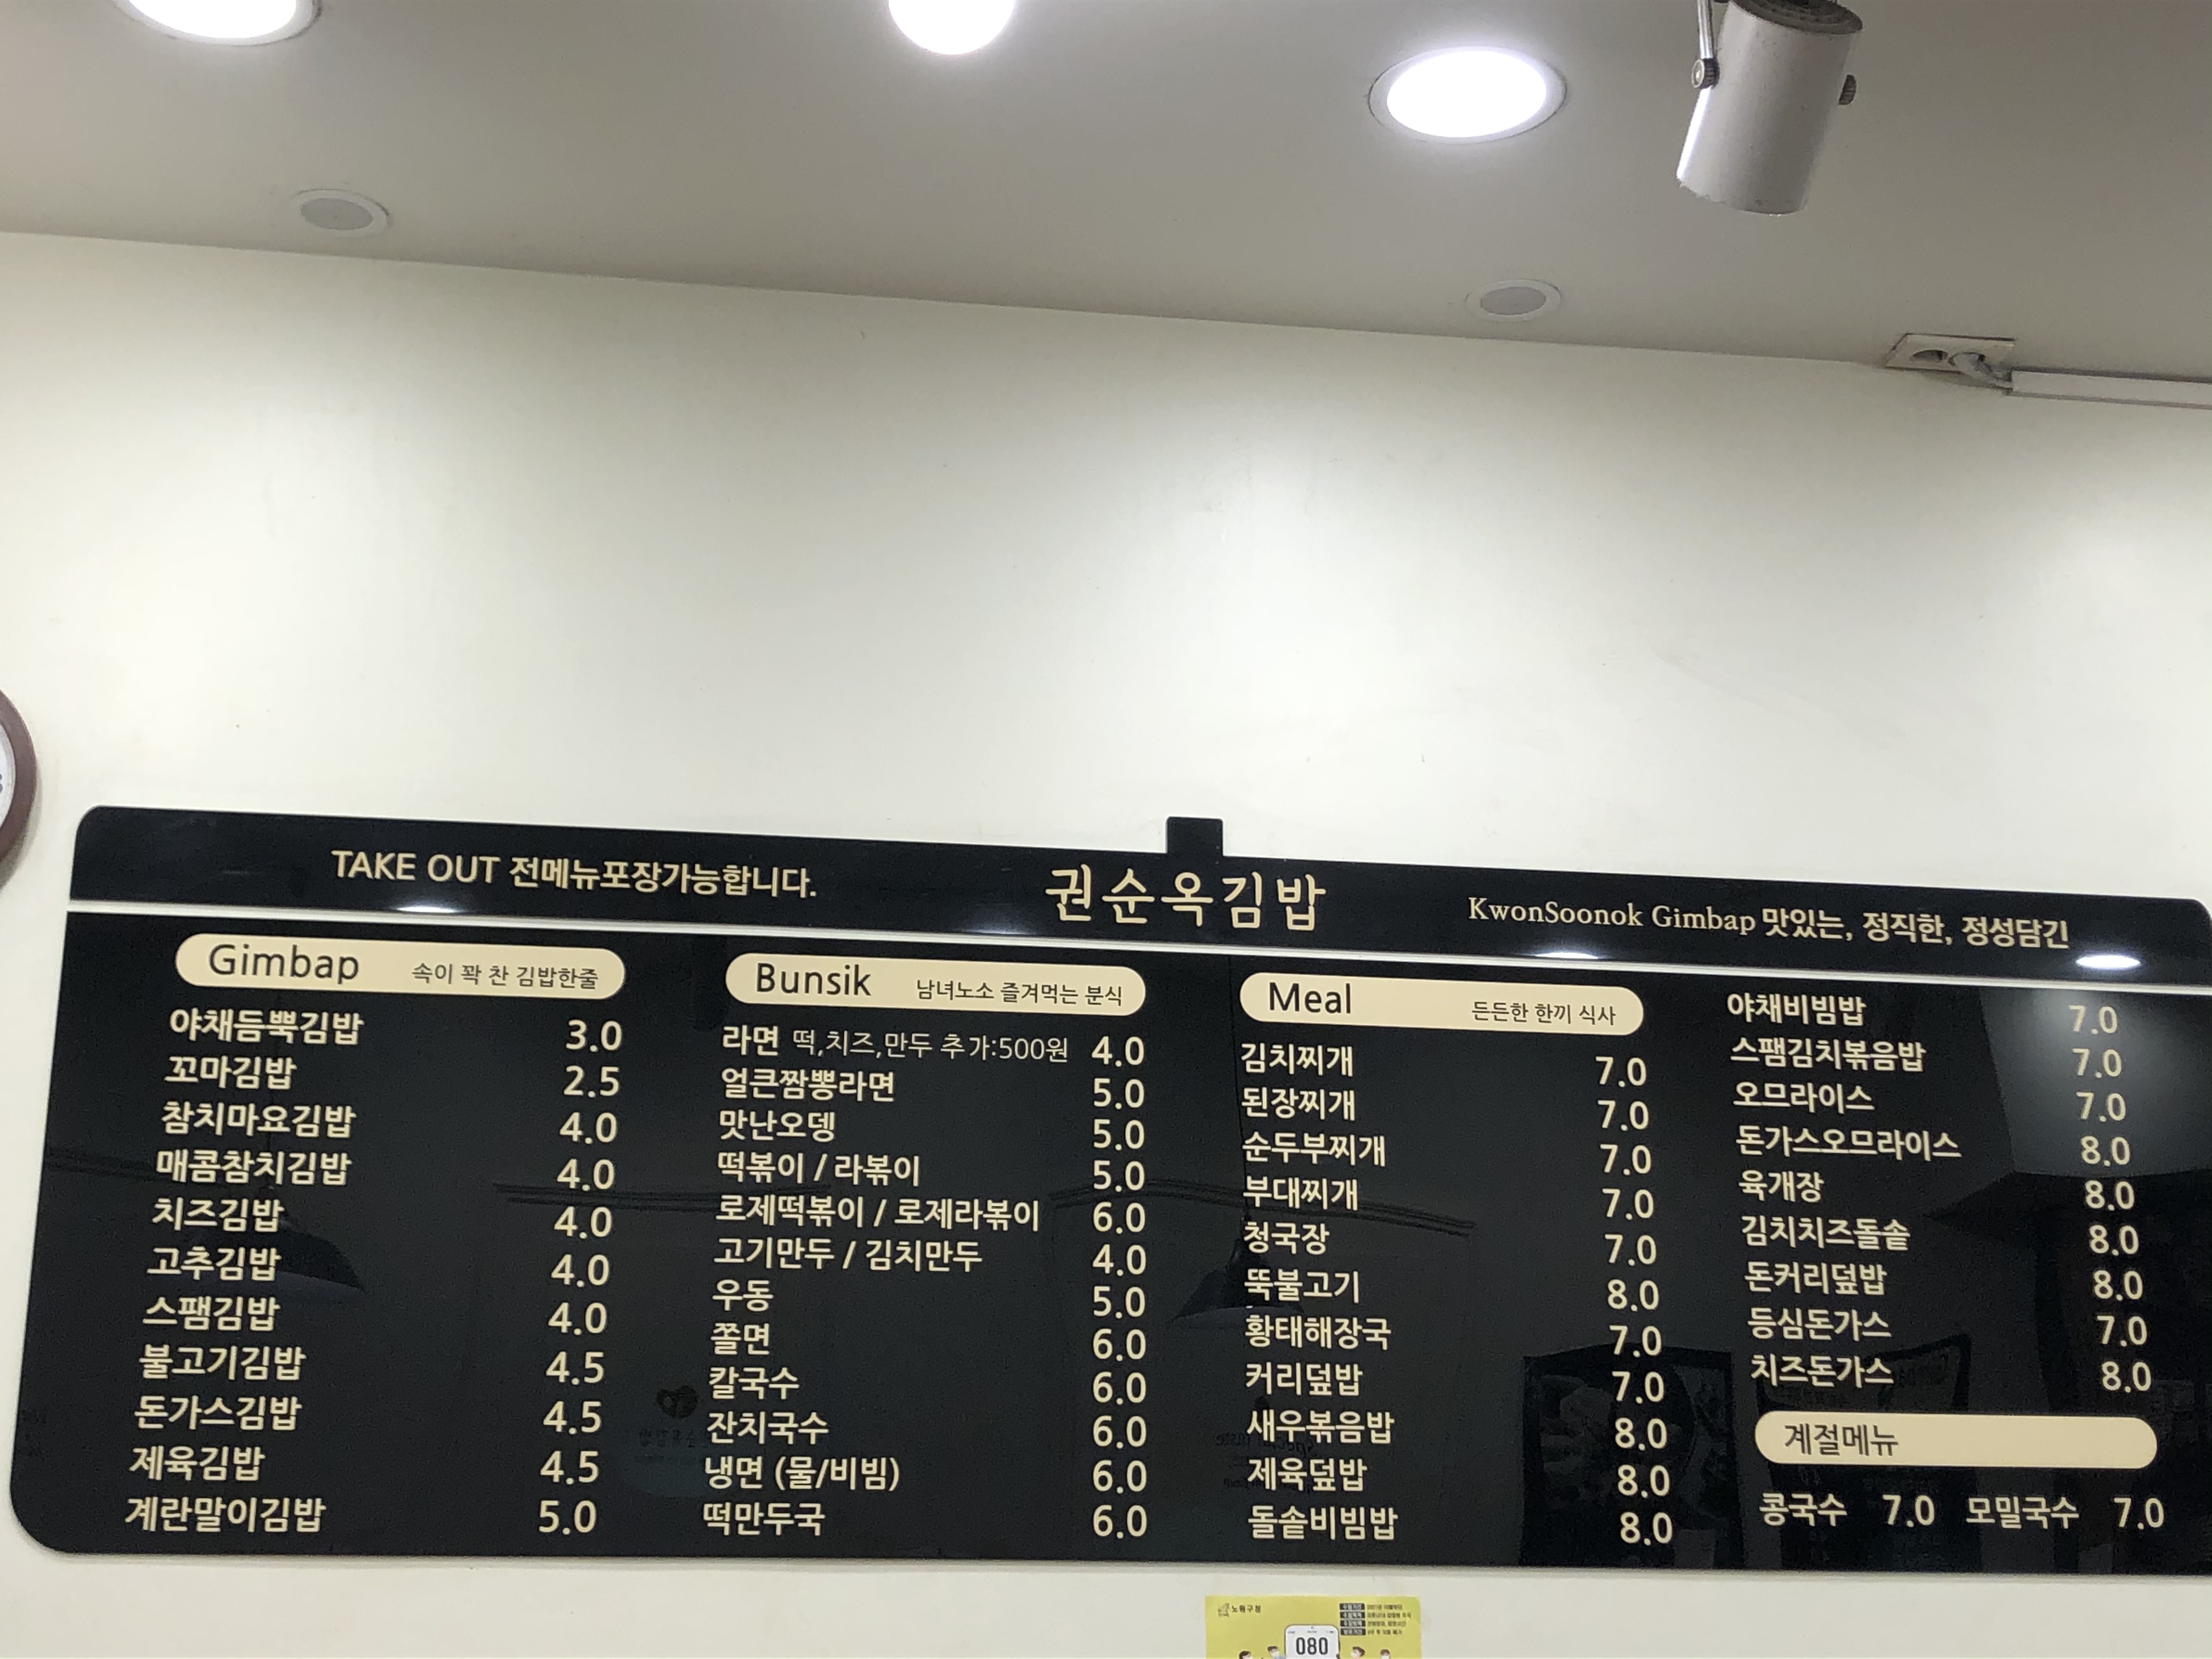 TAKE OUT 전메뉴포장가능합니다.
권순옥김밥
KwonSoonok Gimbap 맛있는, 정직한, 정성담긴
Gimbap 속이 꽉 찬 김밥한줄
야채듬뿍김밥 3.0
꼬마김밥 2.5
참치마요김밥 4.0
매콤참치김밥 4.0
치즈김밥 4.0
고추김밥 4.0
스팸김밥 4.0
불고기김밥 4.5
돈가스김밥 4.5
제육김밥 4.5
계란말이김밥 5.0
Bunsik 남녀노소 즐겨먹는 분식
라면 떡,치즈,만두 추가:500원 4.0
얼큰짬뽕라면 5.0
맛난오뎅 5.0
떡볶이 / 라볶이 5.0
로제떡볶이 / 로제라볶이 6.0
고기만두 / 김치만두 4.0
우동 5.0
쫄면 6.0
칼국수 6.0
잔치국수 6.0
냉면 (물/비빔) 6.0
떡만두국 6.0
Meal 든든한 한끼 식사
김치찌개 7.0
된장찌개 7.0
순두부찌개 7.0
부대찌개 7.0
청국장 7.0
뚝불고기 8.0
황태해장국 7.0
커리덮밥 7.0
새우볶음밥 8.0
제육덮밥 8.0
돌솥비빔밥 8.0
야채비빔밥 7.0
스팸김치볶음밥 7.0
오므라이스 7.0
돈가스오므라이스 8.0
육개장 8.0
김치치즈돌솥 8.0
돈커리덮밥 8.0
등심돈가스 7.0
치즈돈가스 8.0
계절메뉴
콩국수 7.0 모밀국수 7.0
노원구청
080